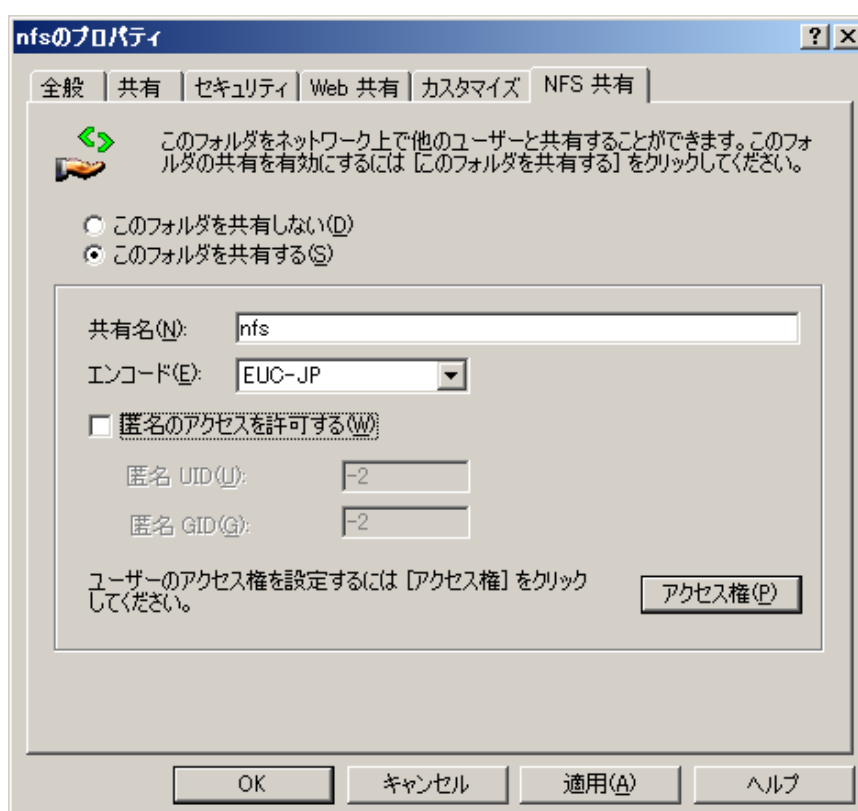 nfsのプロパティ
? ×
全般 共有 セキュリティ Web 共有 カスタマイズ NFS 共有
このフォルダをネットワーク上で他のユーザーと共有することができます。このフォ
ルダの共有を有効にするには [このフォルダを共有する] をクリックしてください。
このフォルダを共有しない(D)
このフォルダを共有する(S)
共有名(N): nfs
エンコード(E): EUC-JP
匿名のアクセスを許可する(W)
匿名 UID(U): -2
匿名 GID(G): -2
ユーザーのアクセス権を設定するには [アクセス権] をクリック
してください。
アクセス権(P)
OK キャンセル 適用(A) ヘルプ